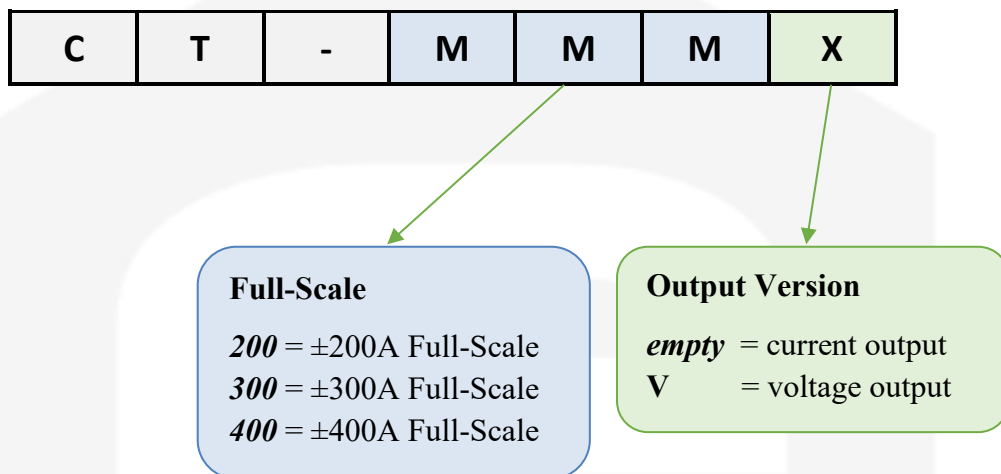 C T - M M M X
Full-Scale
200 = ±200A Full-Scale
300 = ±300A Full-Scale
400 = ±400A Full-Scale
Output Version
empty = current output
V = voltage output